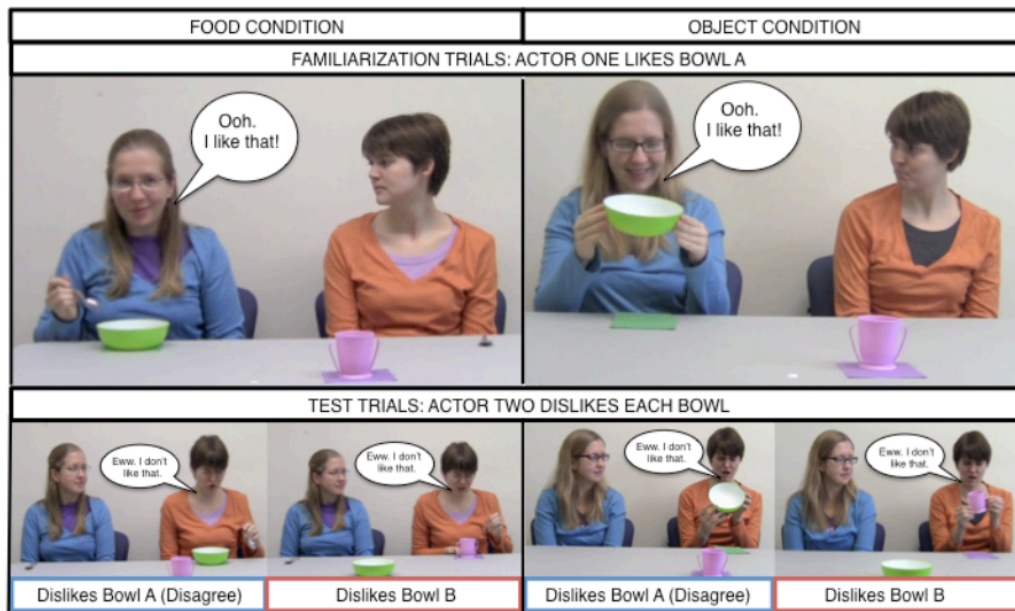 FOOD CONDITION
OBJECT CONDITION
FAMILIARIZATION TRIALS: ACTOR ONE LIKES BOWL A
Ooh.
I like that!
Ooh.
I like that!
TEST TRIALS: ACTOR TWO DISLIKES EACH BOWL
Eww. I don't
like that.
Eww. I don't
like that.
Eww. I don't
like that.
Eww. I don't
like that.
Dislikes Bowl A (Disagree)
Dislikes Bowl B
Dislikes Bowl A (Disagree)
Dislikes Bowl B